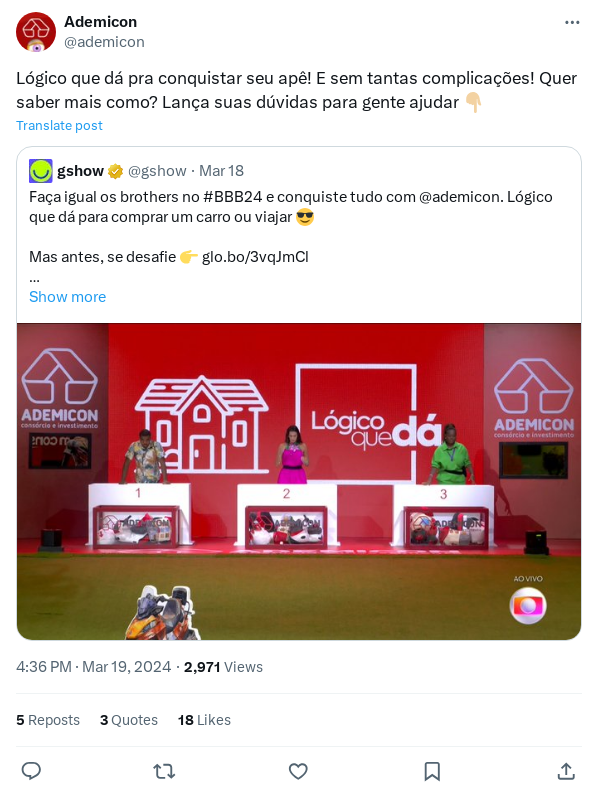 Ademicon
@ademicon
Lógico que dá pra conquistar seu apê! E sem tantas complicações! Quer
saber mais como? Lança suas dúvidas para gente ajudar 👇🏼
Translate post
gshow @gshow · Mar 18
Faça igual os brothers no #BBB24 e conquiste tudo com @ademicon. Lógico
que dá para comprar um carro ou viajar 😎
Mas antes, se desafie 👉 glo.bo/3vqJmCl
...
Show more
ADEMICON
consórcio e investimento
Lógico
que dá
ADEMICON
consórcio e investimento
1
2
3
ADEMICON
ADEMICON
ADEMICON
AO VIVO
4:36 PM · Mar 19, 2024 · 2,971 Views
5 Reposts 3 Quotes 18 Likes